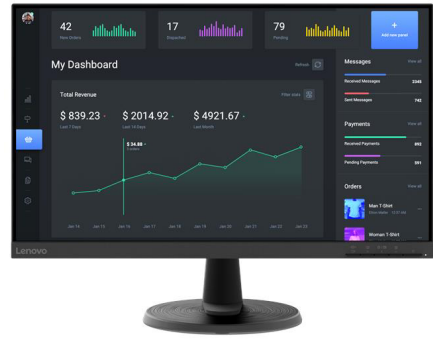 42
New Orders
17
Dispatched
79
Pending
+
Add new panel
My Dashboard
Refresh
Total Revenue
$ 839.23
Last 7 Days
$ 2014.92
Last 14 Days
$ 4921.67
Last Month
$ 34.88
Jan 14
Jan 15
Jan 16
Jan 17
Jan 18
Jan 19
Jan 20
Jan 21
Jan 22
Jan 23
Messages
View all
Received Messages
2345
Sent Messages
742
Payments
View all
Received Payments
892
Pending Payments
591
Orders
View all
Man T-Shirt
Woman T-Shirt
Lenovo